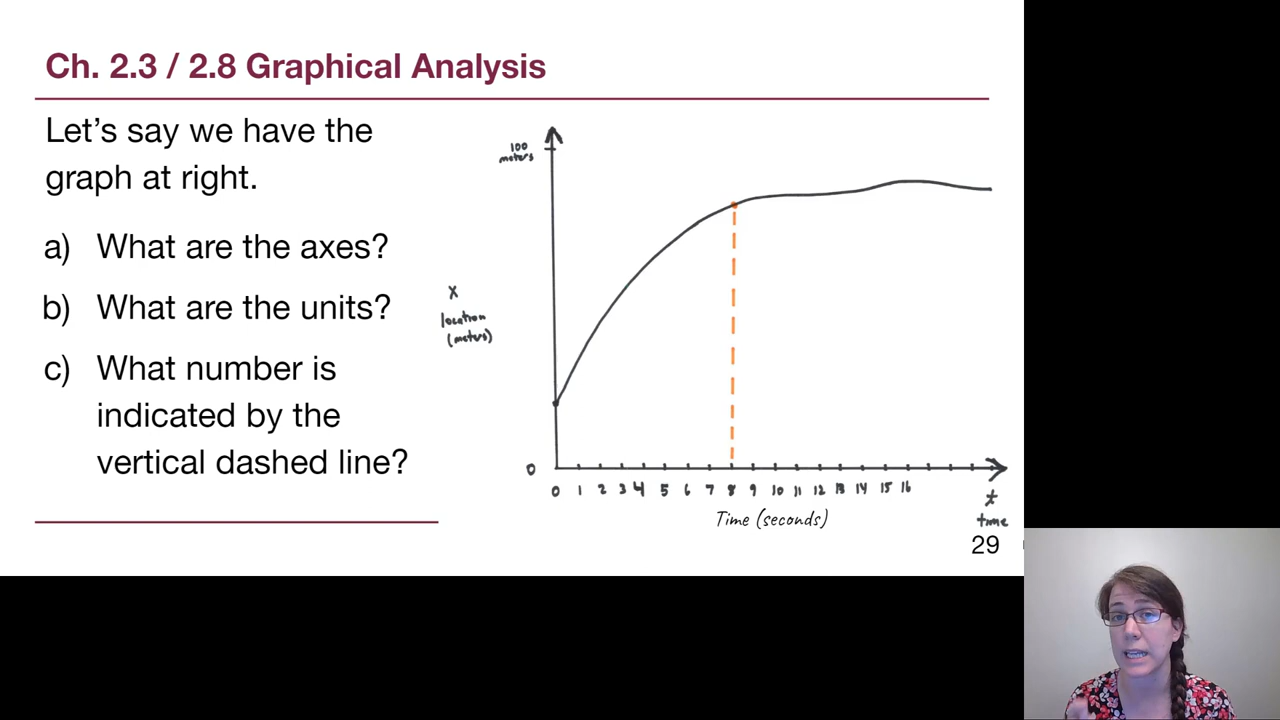 Ch. 2.3 / 2.8 Graphical Analysis
Let's say we have the
graph at right.
a) What are the axes?
b) What are the units?
c) What number is
indicated by the
vertical dashed line?
100
meters
x
location
(meters)
0
0 1 2 3 4 5 6 7 8 9 10 11 12 13 14 15 16
Time (seconds)
t
time
29